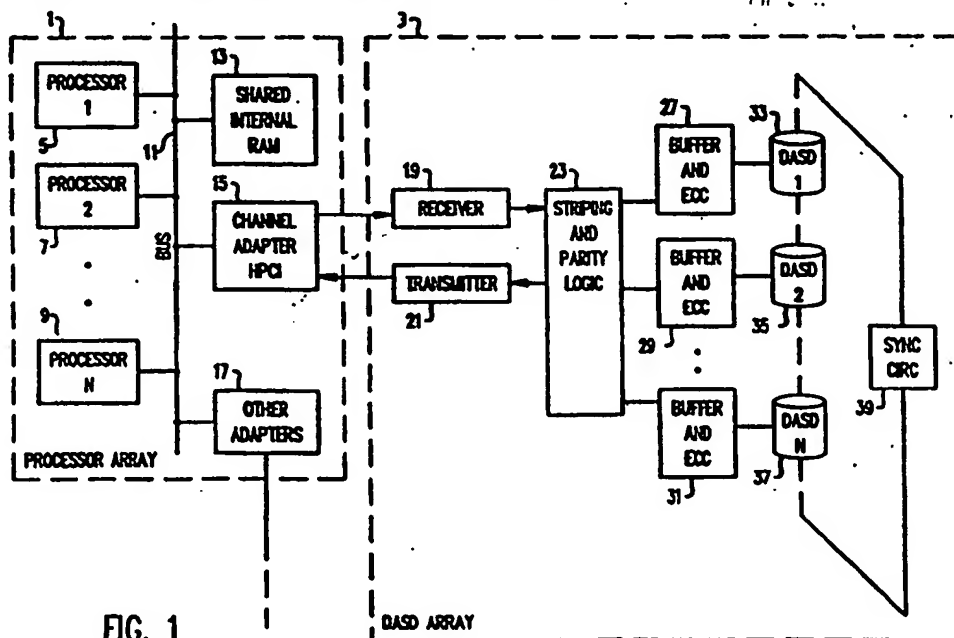 1
3
PROCESSOR
1
5
11
13
SHARED
INTERNAL
RAM
PROCESSOR
2
7
BUS
15
CHANNEL
ADAPTER
HPCI
19
RECEIVER
TRANSMITTER
21
23
STRIPING
AND
PARITY
LOGIC
27
BUFFER
AND
ECC
33
DASD
1
BUFFER
AND
ECC
29
DASD
2
35
9
PROCESSOR
N
17
OTHER
ADAPTERS
PROCESSOR ARRAY
BUFFER
AND
ECC
31
DASD
N
37
SYNC
CIRC
39
FIG. 1
DASD ARRAY